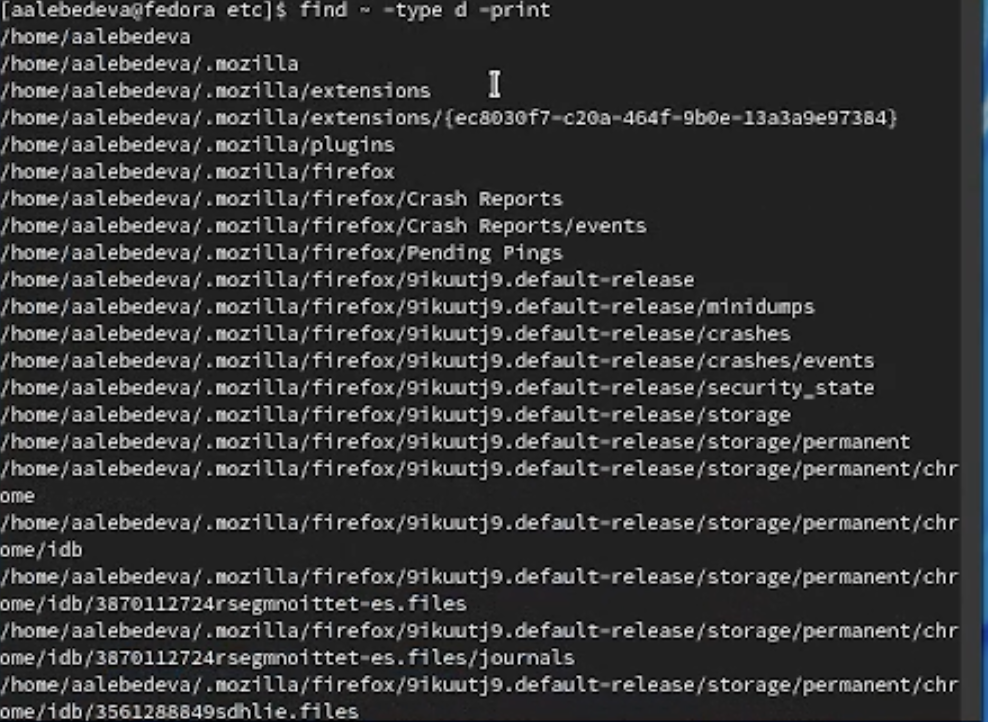 [aalebedeva@fedora etc]$ find ~ -type d -print
/home/aalebedeva
/home/aalebedeva/.mozilla
/home/aalebedeva/.mozilla/extensions
/home/aalebedeva/.mozilla/extensions/{ec8030f7-c20a-464f-9b0e-13a3a9e97384}
/home/aalebedeva/.mozilla/plugins
/home/aalebedeva/.mozilla/firefox
/home/aalebedeva/.mozilla/firefox/Crash Reports
/home/aalebedeva/.mozilla/firefox/Crash Reports/events
/home/aalebedeva/.mozilla/firefox/Pending Pings
/home/aalebedeva/.mozilla/firefox/9ikuutj9.default-release
/home/aalebedeva/.mozilla/firefox/9ikuutj9.default-release/minidumps
/home/aalebedeva/.mozilla/firefox/9ikuutj9.default-release/crashes
/home/aalebedeva/.mozilla/firefox/9ikuutj9.default-release/crashes/events
/home/aalebedeva/.mozilla/firefox/9ikuutj9.default-release/security_state
/home/aalebedeva/.mozilla/firefox/9ikuutj9.default-release/storage
/home/aalebedeva/.mozilla/firefox/9ikuutj9.default-release/storage/permanent
/home/aalebedeva/.mozilla/firefox/9ikuutj9.default-release/storage/permanent/chr
ome
/home/aalebedeva/.mozilla/firefox/9ikuutj9.default-release/storage/permanent/chr
ome/idb
/home/aalebedeva/.mozilla/firefox/9ikuutj9.default-release/storage/permanent/chr
ome/idb/3870112724rsegmnoittet-es.files
/home/aalebedeva/.mozilla/firefox/9ikuutj9.default-release/storage/permanent/chr
ome/idb/3870112724rsegmnoittet-es.files/journals
/home/aalebedeva/.mozilla/firefox/9ikuutj9.default-release/storage/permanent/chr
ome/idb/3561288849sdhlie.files